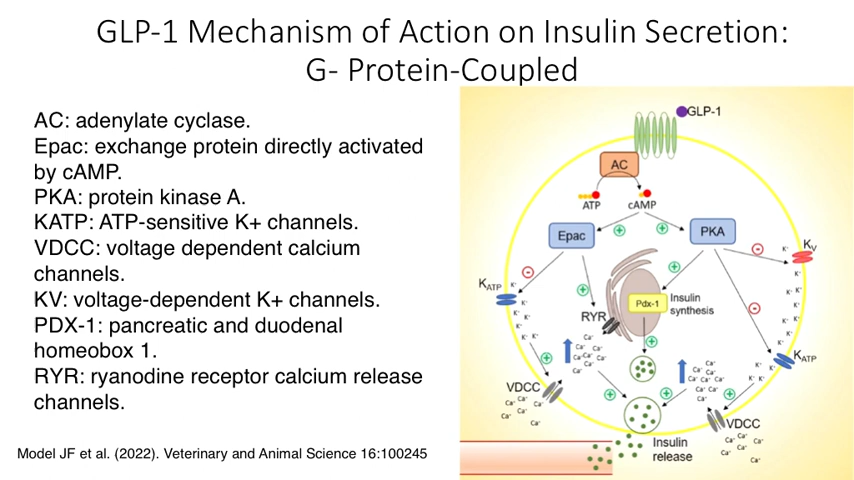 GLP-1 Mechanism of Action on Insulin Secretion:
G- Protein-Coupled
AC: adenylate cyclase.
Epac: exchange protein directly activated
by cAMP.
PKA: protein kinase A.
KATP: ATP-sensitive K+ channels.
VDCC: voltage dependent calcium
channels.
KV: voltage-dependent K+ channels.
PDX-1: pancreatic and duodenal
homeobox 1.
RYR: ryanodine receptor calcium release
channels.
Model JF et al. (2022). Veterinary and Animal Science 16:100245
GLP-1
AC
ATP
cAMP
Epac
PKA
KV
KATP
Pdx-1
Insulin
synthesis
RYR
KATP
VDCC
VDCC
Insulin
release
K⁺ K⁺ K⁺ K⁺
Ca⁺ Ca⁺ Ca⁺ Ca⁺